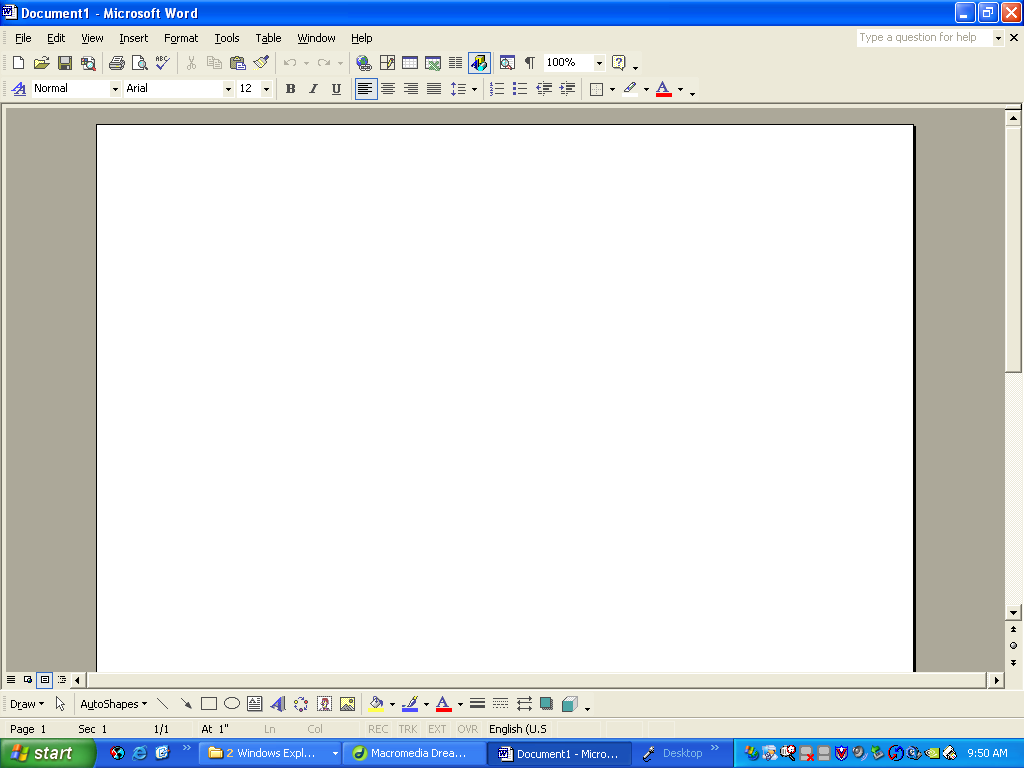 Document1 - Microsoft Word
File Edit View Insert Format Tools Table Window Help Type a question for help
ABC 100%
Normal Arial 12 B I U A
Draw AutoShapes A
Page 1 Sec 1 1/1 At 1" Ln Col REC TRK EXT OVR English (U.S
start 2 Windows Expl... Macromedia Drea... Document1 - Micro... Desktop 9:50 AM